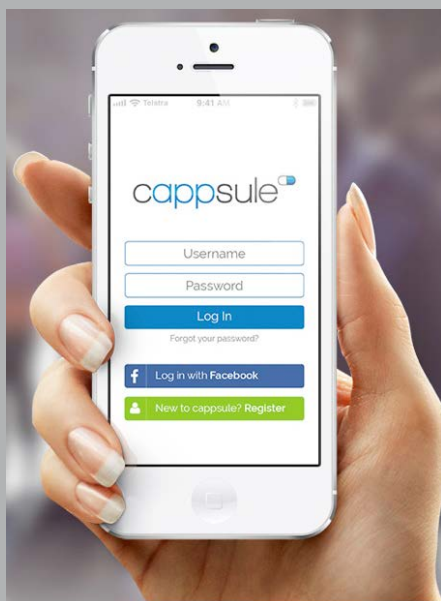 Telstra 9:41 AM
cappsule
Username
Password
Log In
Forgot your password?
f Log in with Facebook
New to cappsule? Register